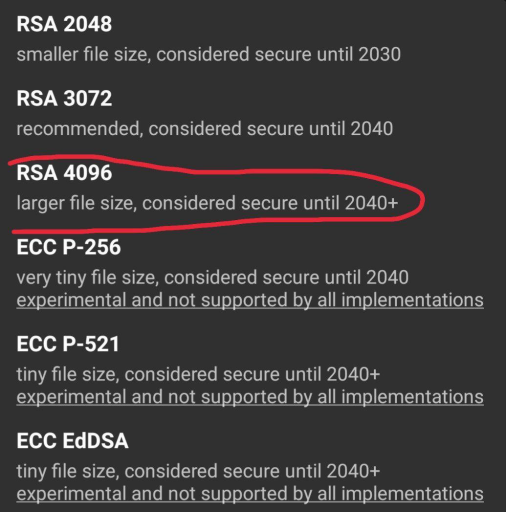 RSA 2048
smaller file size, considered secure until 2030
RSA 3072
recommended, considered secure until 2040
RSA 4096
larger file size, considered secure until 2040+
ECC P-256
very tiny file size, considered secure until 2040
experimental and not supported by all implementations
ECC P-521
tiny file size, considered secure until 2040+
experimental and not supported by all implementations
ECC EdDSA
tiny file size, considered secure until 2040+
experimental and not supported by all implementations